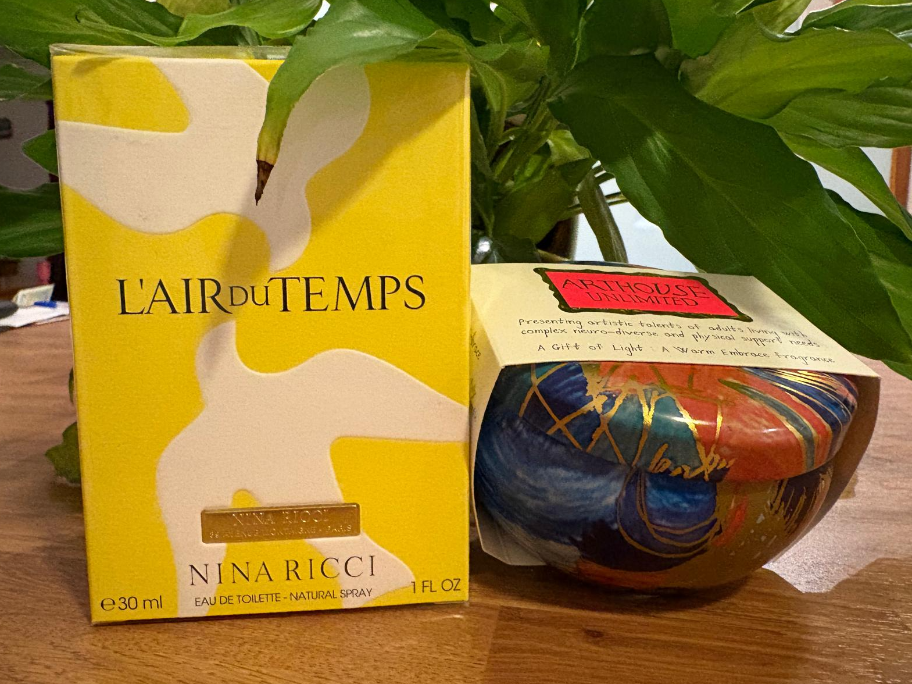 L'AIR DU TEMPS
NINA RICCI
NINA RICCI
EAU DE TOILETTE - NATURAL SPRAY
℮30 ml
1 FL OZ
ARTHOUSE
UNLIMITED
Presenting artistic talents of adults living with
complex neuro-diverse and physical support needs
A Gift of Light : A Warm Embrace Fragrance